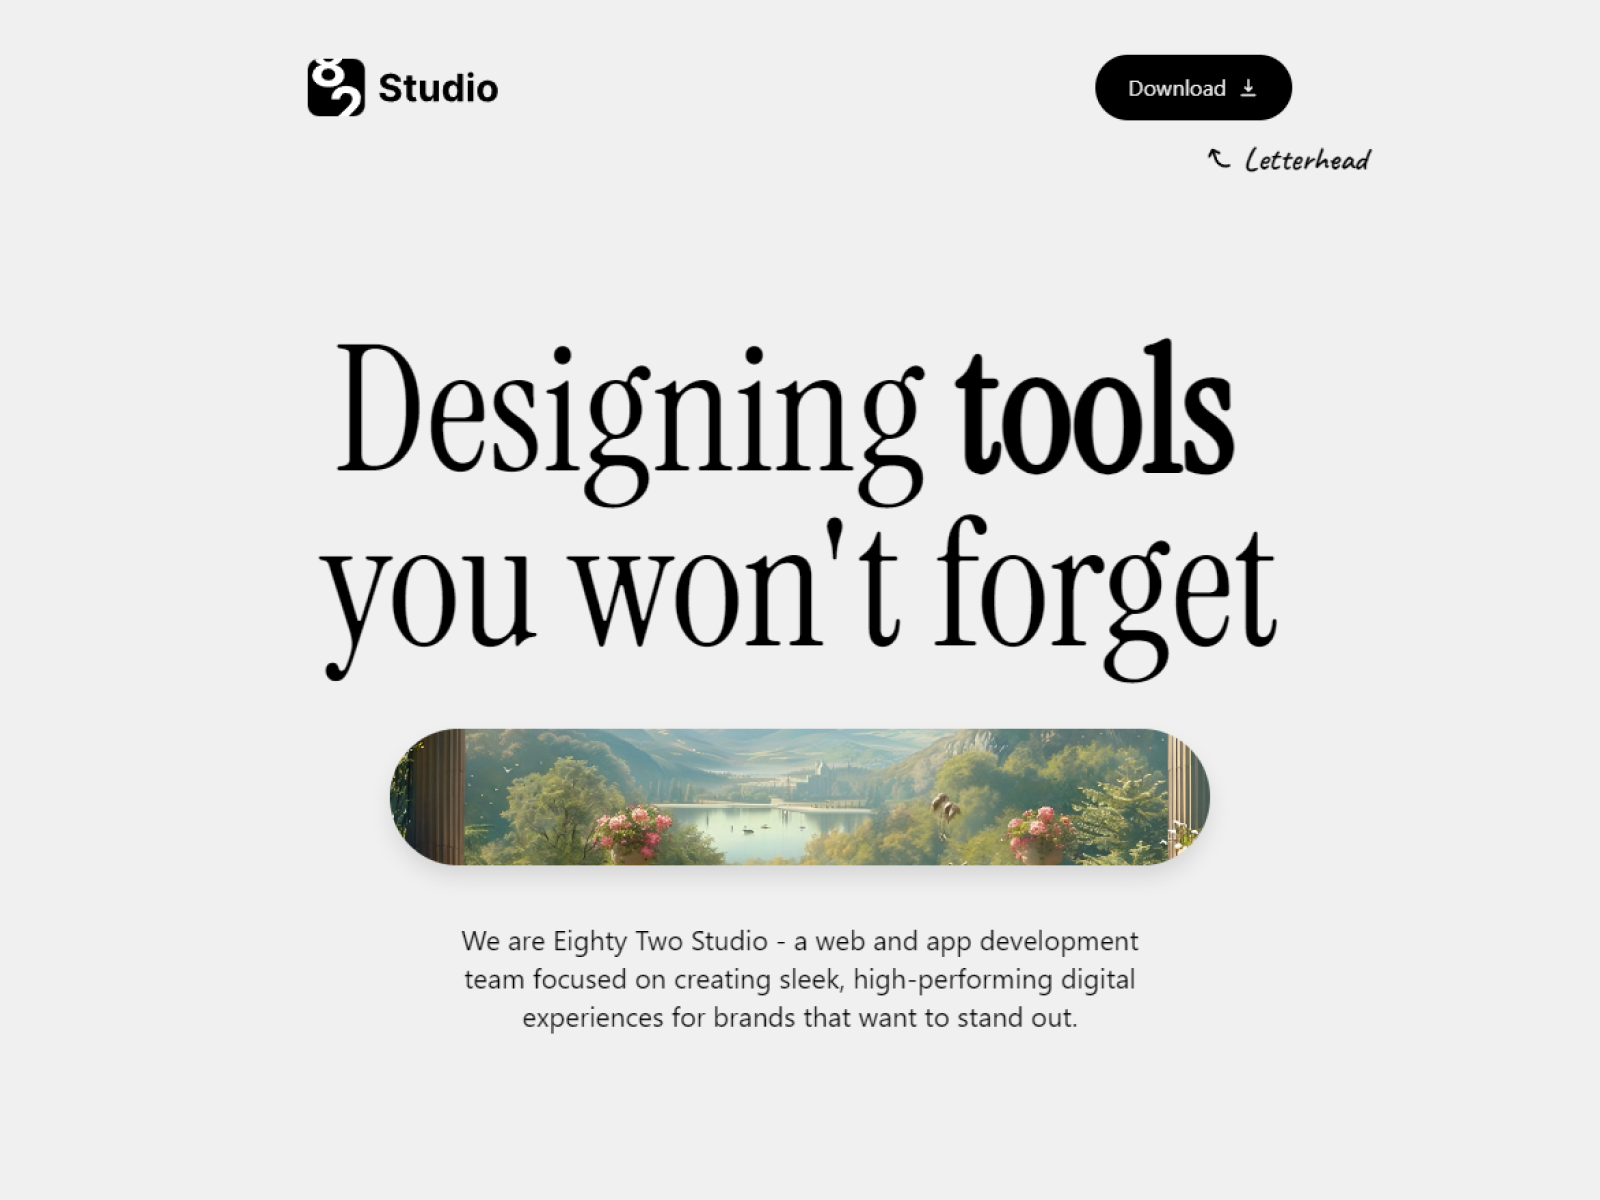 82 Studio
Download
Letterhead
Designing tools
you won't forget
We are Eighty Two Studio - a web and app development
team focused on creating sleek, high-performing digital
experiences for brands that want to stand out.